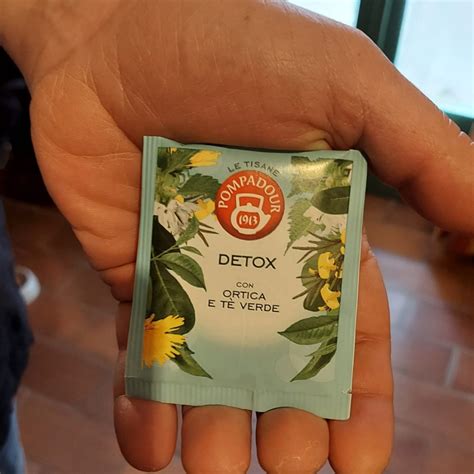 LE TISANE
POMPADOUR
1913
DETOX
CON
ORTICA
E TÈ VERDE